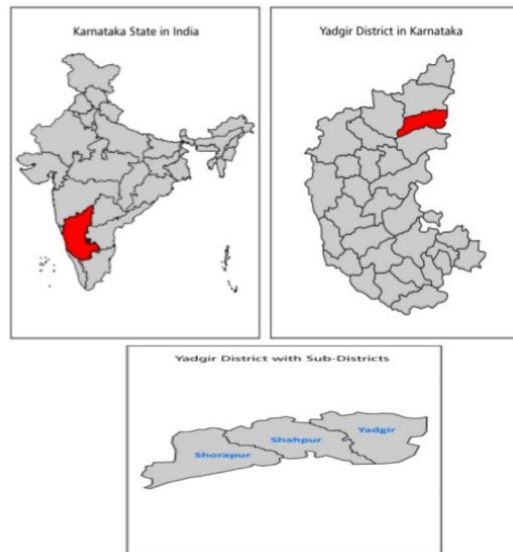 Karnataka State in India
Yadgir District in Karnataka
Yadgir District with Sub-Districts
Yadgir
Shahpur
Shorapur